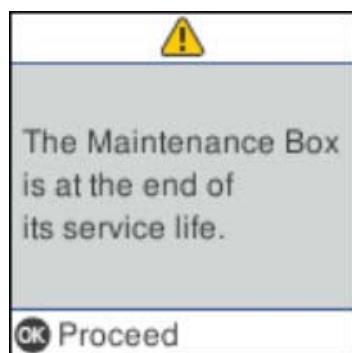 The Maintenance Box
is at the end of
its service life.
OK Proceed